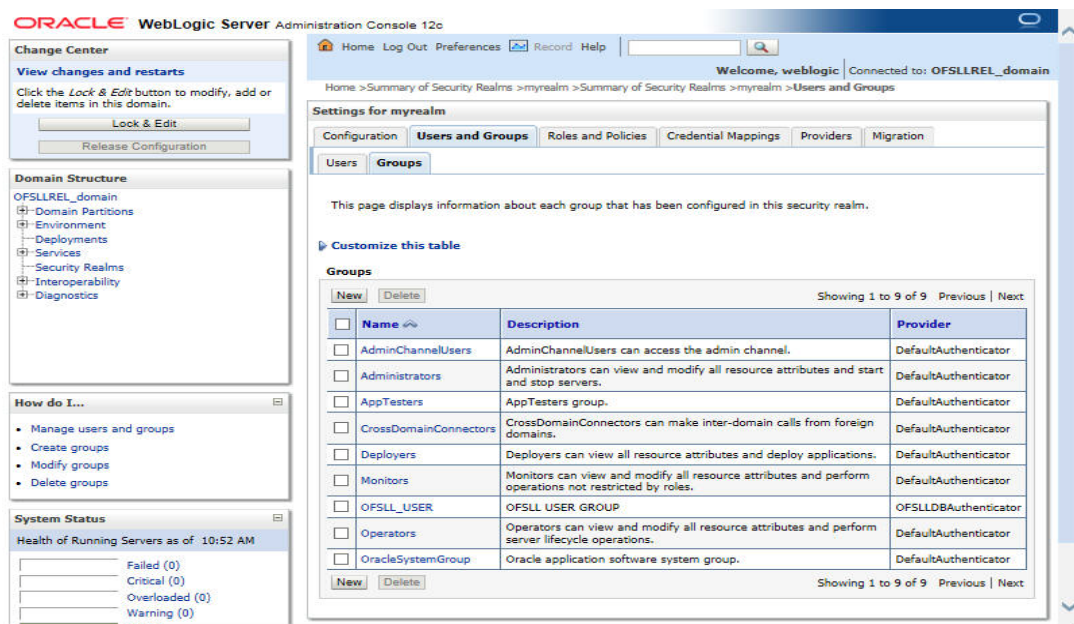 ORACLE WebLogic Server Administration Console 12c
Change Center
View changes and restarts
Click the Lock & Edit button to modify, add or
delete items in this domain.
Lock & Edit
Release Configuration
Domain Structure
OFSLLREL_domain
Domain Partitions
Environment
Deployments
Services
Security Realms
Interoperability
Diagnostics
How do I...
Manage users and groups
Create groups
Modify groups
Delete groups
System Status
Health of Running Servers as of 10:52 AM
Failed (0)
Critical (0)
Overloaded (0)
Warning (0)
Home Log Out Preferences Record Help
Welcome, weblogic Connected to: OFSLLREL_domain
Home >Summary of Security Realms >myrealm >Summary of Security Realms >myrealm >Users and Groups
Settings for myrealm
Configuration Users and Groups Roles and Policies Credential Mappings Providers Migration
Users Groups
This page displays information about each group that has been configured in this security realm.
Customize this table
Groups
New Delete Showing 1 to 9 of 9 Previous | Next
Name Description Provider
AdminChannelUsers AdminChannelUsers can access the admin channel. DefaultAuthenticator
Administrators Administrators can view and modify all resource attributes and start
and stop servers. DefaultAuthenticator
AppTesters AppTesters group. DefaultAuthenticator
CrossDomainConnectors CrossDomainConnectors can make inter-domain calls from foreign
domains. DefaultAuthenticator
Deployers Deployers can view all resource attributes and deploy applications. DefaultAuthenticator
Monitors Monitors can view and modify all resource attributes and perform
operations not restricted by roles. DefaultAuthenticator
OFSLL_USER OFSLL USER GROUP OFSLLDBAuthenticator
Operators Operators can view and modify all resource attributes and perform
server lifecycle operations. DefaultAuthenticator
OracleSystemGroup Oracle application software system group. DefaultAuthenticator
New Delete Showing 1 to 9 of 9 Previous | Next